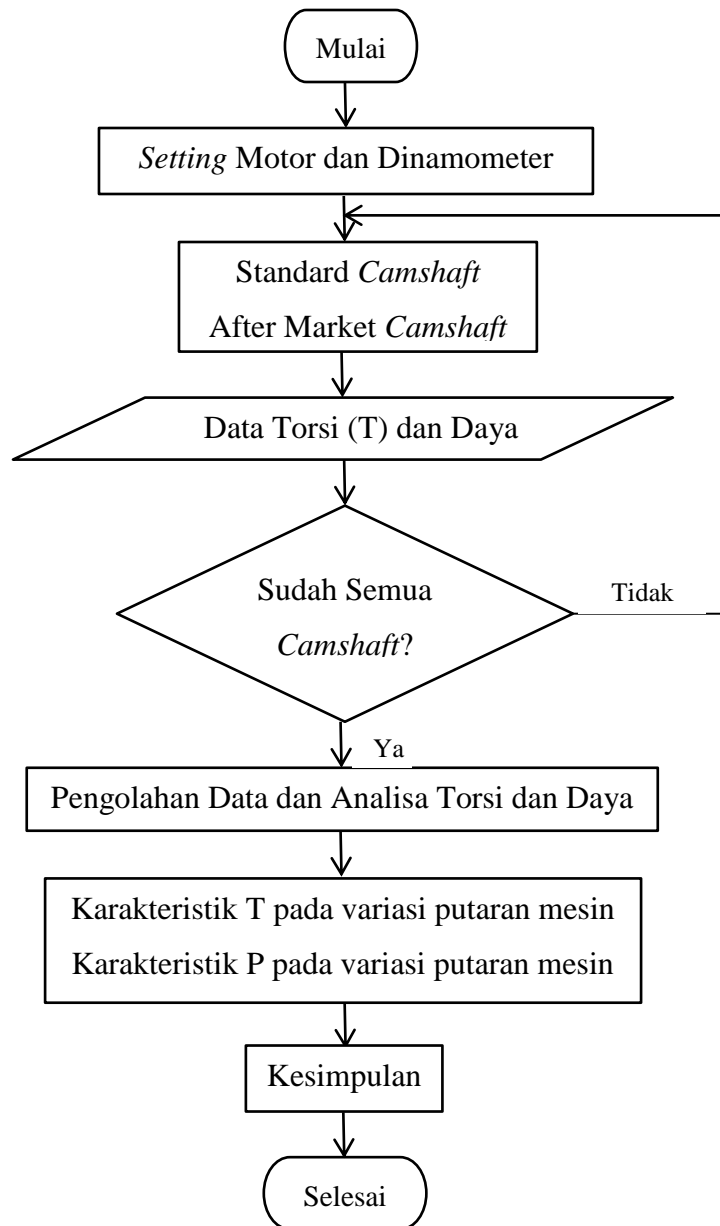 Mulai
Setting Motor dan Dinamometer
Standard Camshaft
After Market Camshaft
Data Torsi (T) dan Daya
Sudah Semua
Camshaft?
Tidak
Ya
Pengolahan Data dan Analisa Torsi dan Daya
Karakteristik T pada variasi putaran mesin
Karakteristik P pada variasi putaran mesin
Kesimpulan
Selesai